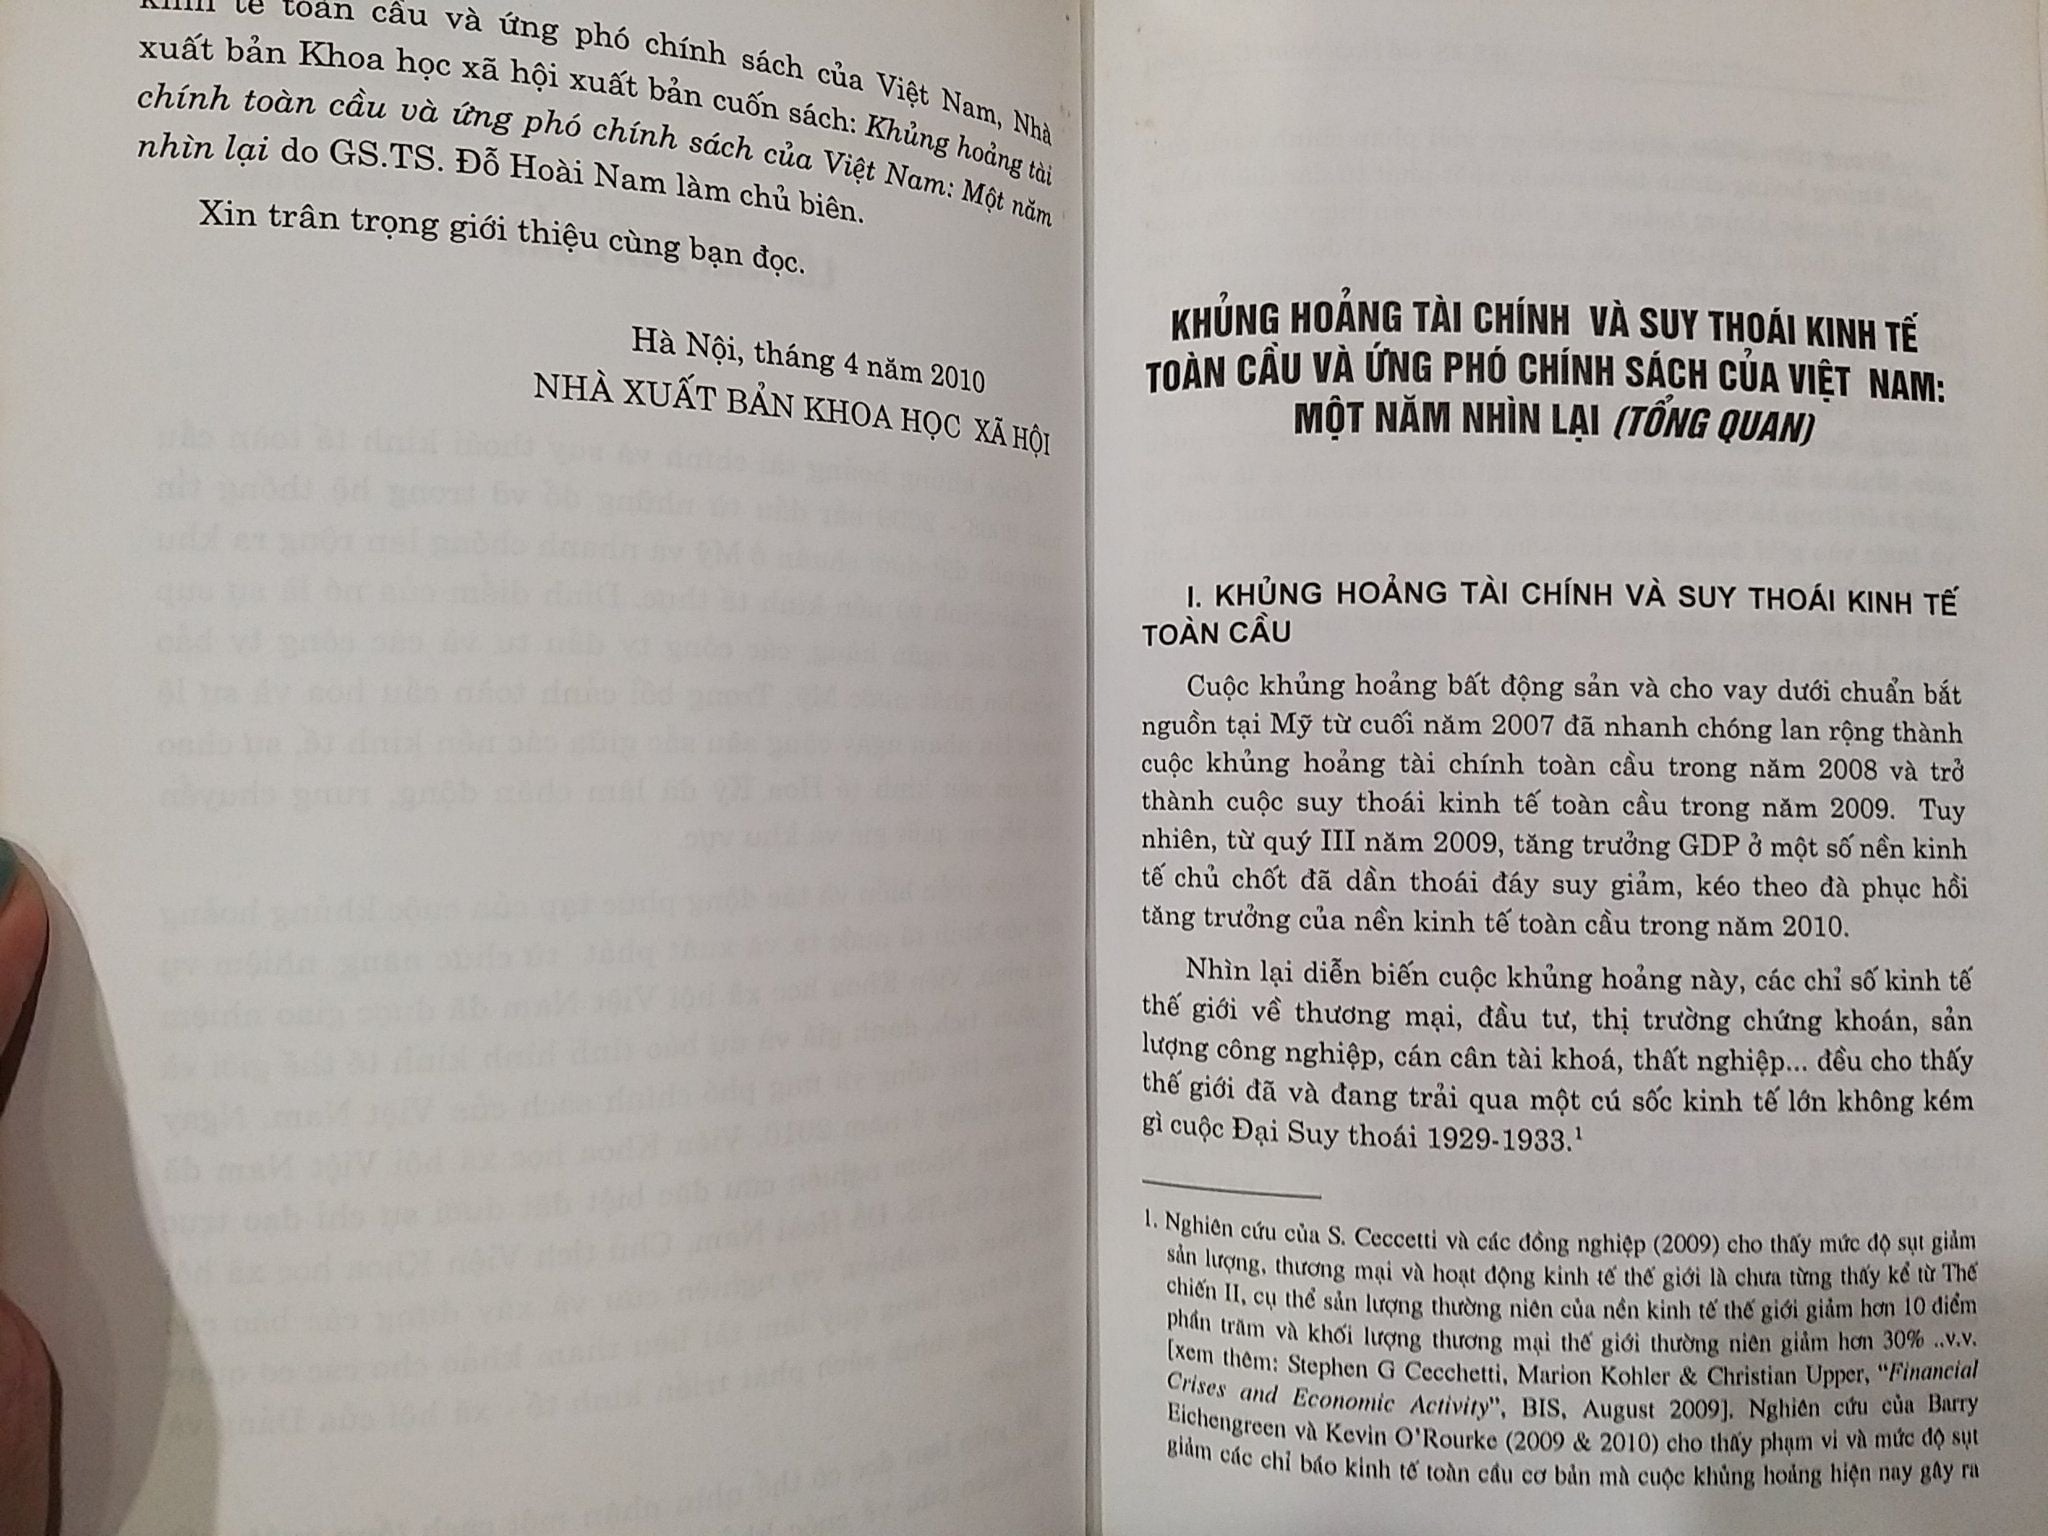 kinh tế toàn cầu và ứng phó chính sách của Việt Nam, Nhà
xuất bản Khoa học xã hội xuất bản cuốn sách: Khủng hoảng tài
chính toàn cầu và ứng phó chính sách của Việt Nam: Một năm
nhìn lại do GS.TS. Đỗ Hoài Nam làm chủ biên.
Xin trân trọng giới thiệu cùng bạn đọc.
Hà Nội, tháng 4 năm 2010
NHÀ XUẤT BẢN KHOA HỌC XÃ HỘI
KHỦNG HOẢNG TÀI CHÍNH VÀ SUY THOÁI KINH TẾ
TOÀN CẦU VÀ ỨNG PHÓ CHÍNH SÁCH CỦA VIỆT NAM:
MỘT NĂM NHÌN LẠI (TỔNG QUAN)
I. KHỦNG HOẢNG TÀI CHÍNH VÀ SUY THOÁI KINH TẾ
TOÀN CẦU
Cuộc khủng hoảng bất động sản và cho vay dưới chuẩn bắt
nguồn tại Mỹ từ cuối năm 2007 đã nhanh chóng lan rộng thành
cuộc khủng hoảng tài chính toàn cầu trong năm 2008 và trở
thành cuộc suy thoái kinh tế toàn cầu trong năm 2009. Tuy
nhiên, từ quý III năm 2009, tăng trưởng GDP ở một số nền kinh
tế chủ chốt đã dần thoái đáy suy giảm, kéo theo đà phục hồi
tăng trưởng của nền kinh tế toàn cầu trong năm 2010.
Nhìn lại diễn biến cuộc khủng hoảng này, các chỉ số kinh tế
thế giới về thương mại, đầu tư, thị trường chứng khoán, sản
lượng công nghiệp, cán cân tài khoá, thất nghiệp... đều cho thấy
thế giới đã và đang trải qua một cú sốc kinh tế lớn không kém
gì cuộc Đại Suy thoái 1929-1933.¹
1. Nghiên cứu của S. Ceccetti và các đồng nghiệp (2009) cho thấy mức độ sụt giảm
sản lượng, thương mại và hoạt động kinh tế thế giới là chưa từng thấy kể từ Thế
chiến II, cụ thể sản lượng thường niên của nền kinh tế thế giới giảm hơn 10 điểm
phần trăm và khối lượng thương mại thế giới thường niên giảm hơn 30% ..v.v.
[xem thêm: Stephen G Cecchetti, Marion Kohler & Christian Upper, “Financial
Crises and Economic Activity”, BIS, August 2009]. Nghiên cứu của Barry
Eichengreen và Kevin O’Rourke (2009 & 2010) cho thấy phạm vi và mức độ sụt
giảm các chỉ báo kinh tế toàn cầu cơ bản mà cuộc khủng hoảng hiện nay gây ra